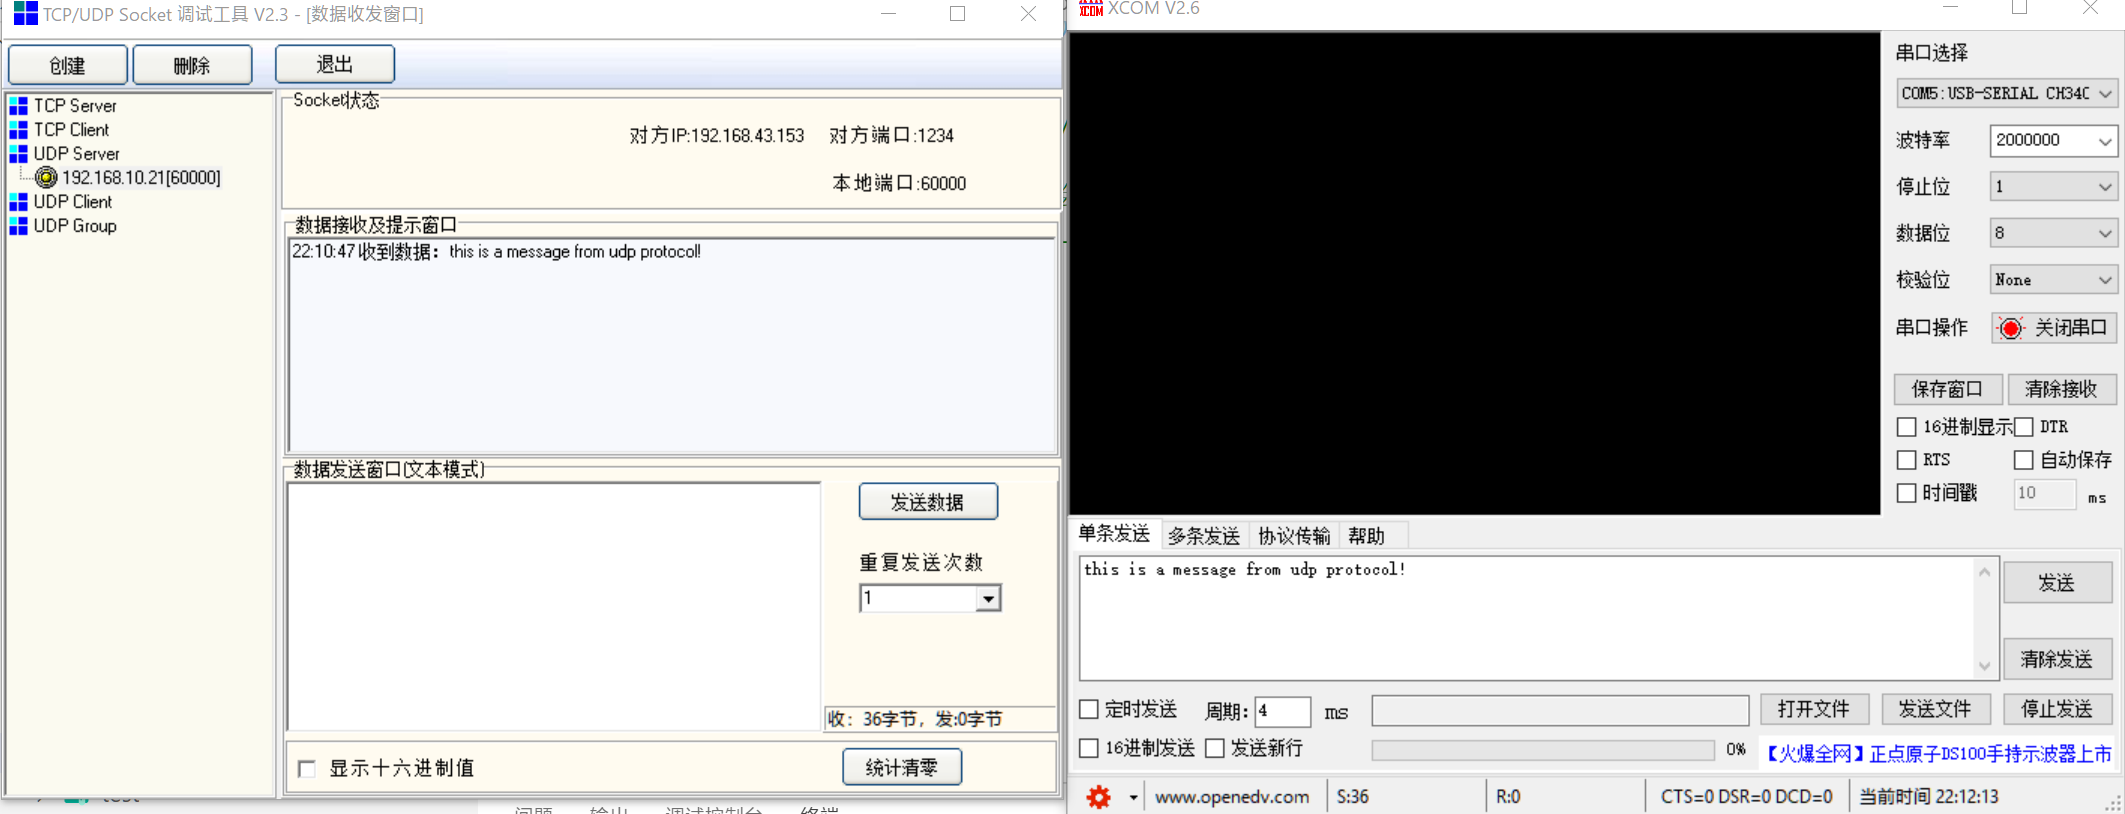 TCP/UDP Socket 调试工具 V2.3 - [数据收发窗口]
创建
删除
退出
TCP Server
TCP Client
UDP Server
192.168.10.21[60000]
UDP Client
UDP Group
Socket状态
对方IP:192.168.43.153
对方端口:1234
本地端口:60000
数据接收及提示窗口
22:10:47 收到数据：this is a message from udp protocol!
数据发送窗口(文本模式)
发送数据
重复发送次数
1
收：36字节，发:0字节
显示十六进制值
统计清零
test
问题
输出
调试控制台
终端
XCOM V2.6
串口选择
COM5:USB-SERIAL CH340
波特率
2000000
停止位
1
数据位
8
校验位
None
串口操作
关闭串口
保存窗口
清除接收
16进制显示
DTR
RTS
自动保存
时间戳
10
ms
单条发送
多条发送
协议传输
帮助
this is a message from udp protocol!
发送
清除发送
定时发送
周期:
4
ms
打开文件
发送文件
停止发送
16进制发送
发送新行
0%
【火爆全网】正点原子DS100手持示波器上市
www.openedv.com
S:36
R:0
CTS=0 DSR=0 DCD=0
当前时间 22:12:13